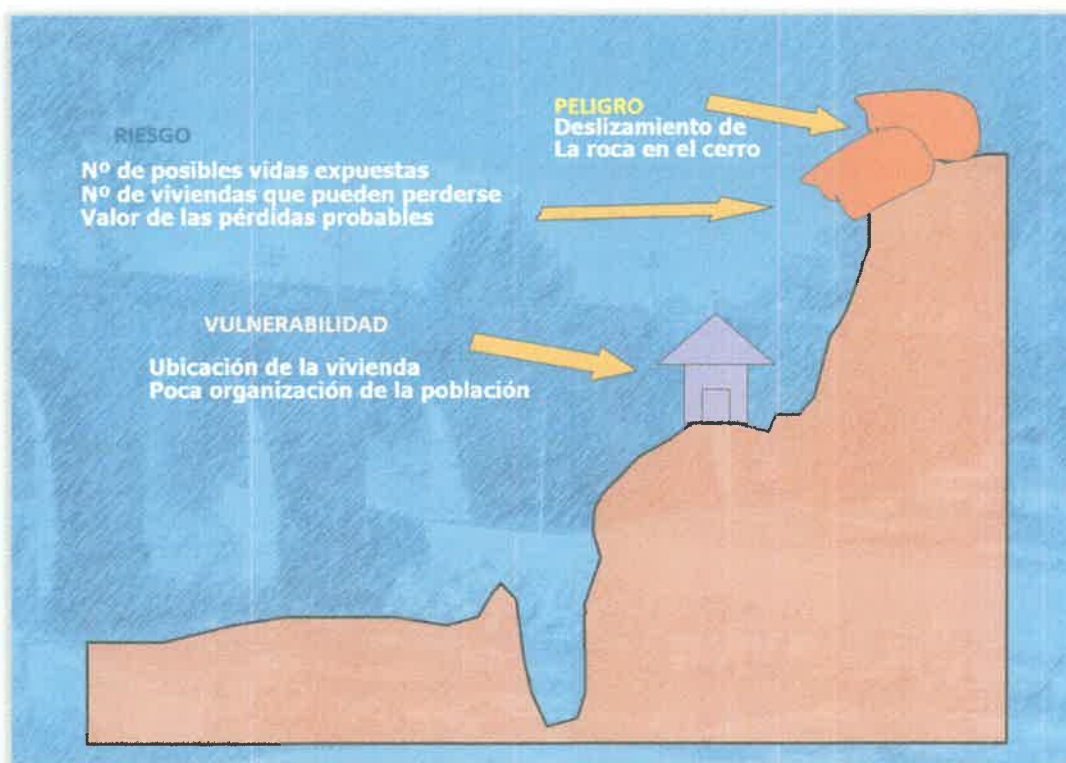 PELIGRO
Deslizamiento de
La roca en el cerro
RIESGO
Nº de posibles vidas expuestas
Nº de viviendas que pueden perderse
Valor de las pérdidas probables
VULNERABILIDAD
Ubicación de la vivienda
Poca organización de la población